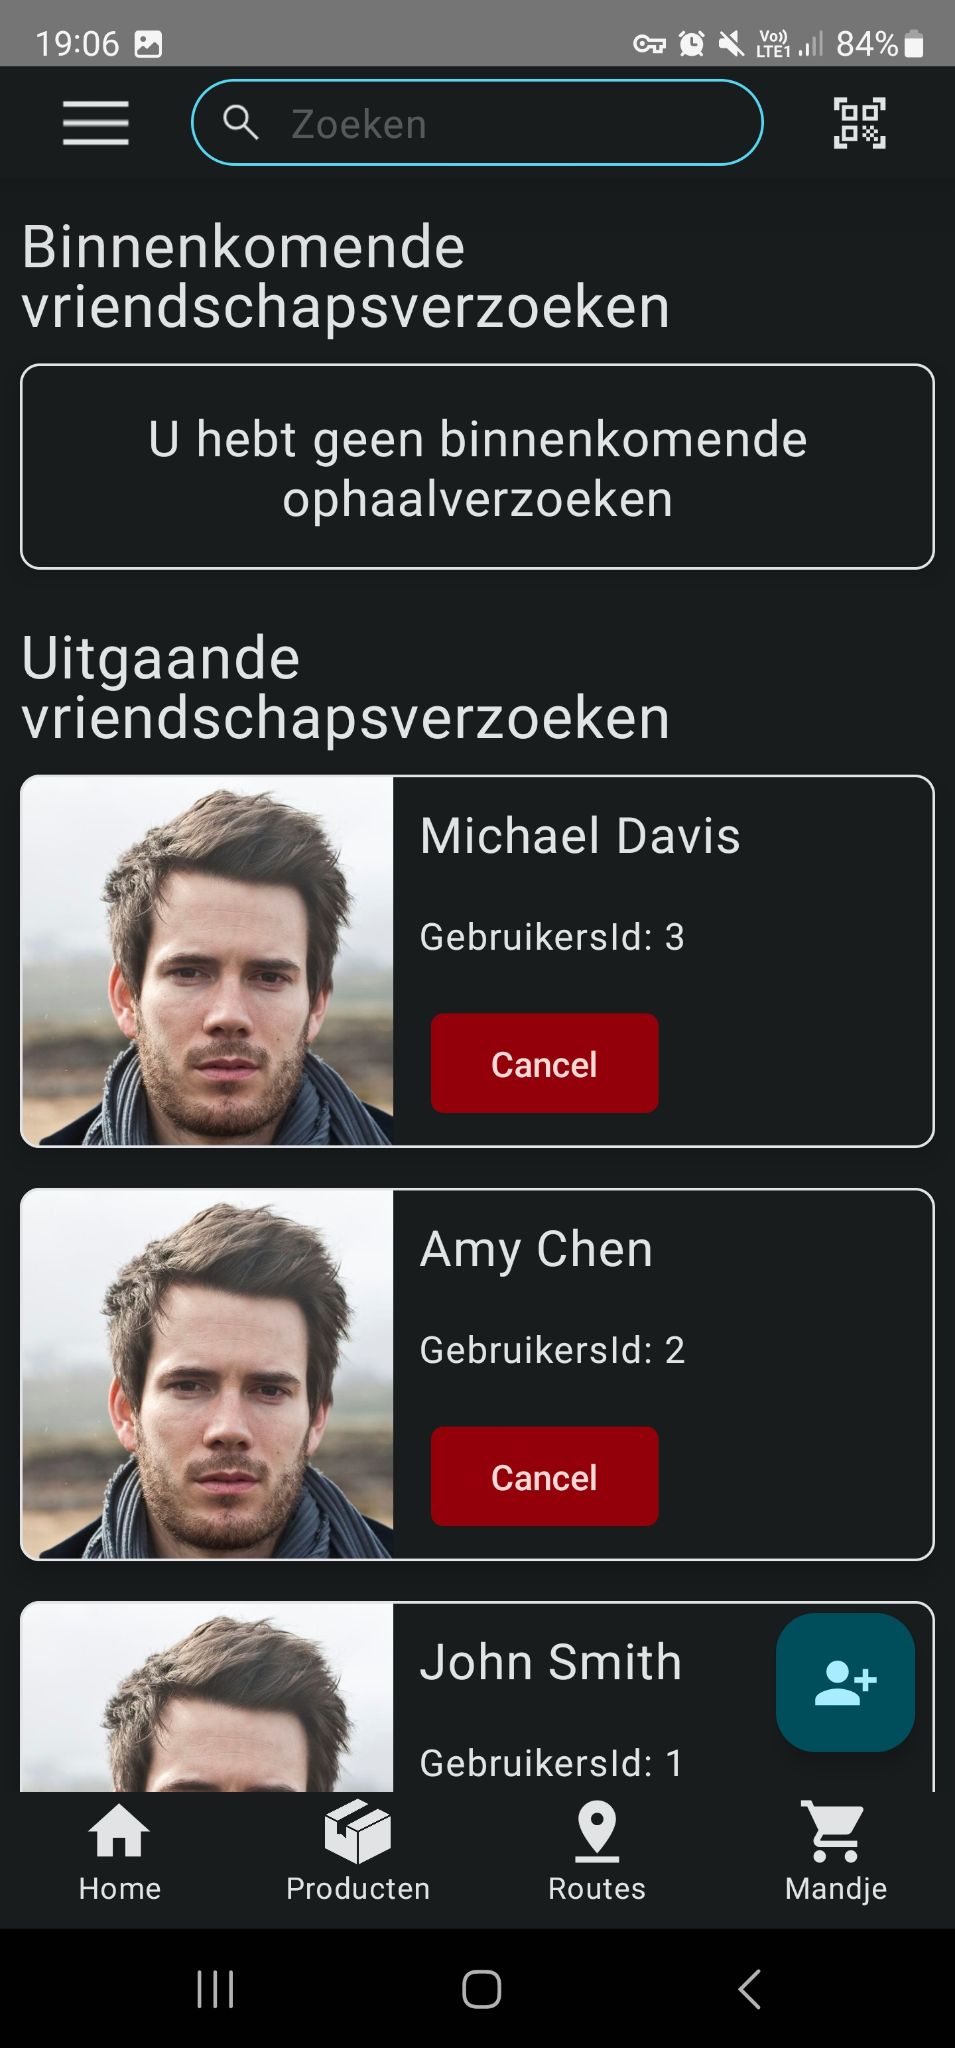 19:06
Vo)) LTE1 84%
Zoeken
Binnenkomende
vriendschapsverzoeken
U hebt geen binnenkomende
ophaalverzoeken
Uitgaande
vriendschapsverzoeken
Michael Davis
GebruikersId: 3
Cancel
Amy Chen
GebruikersId: 2
Cancel
John Smith
GebruikersId: 1
Home Producten Routes Mandje